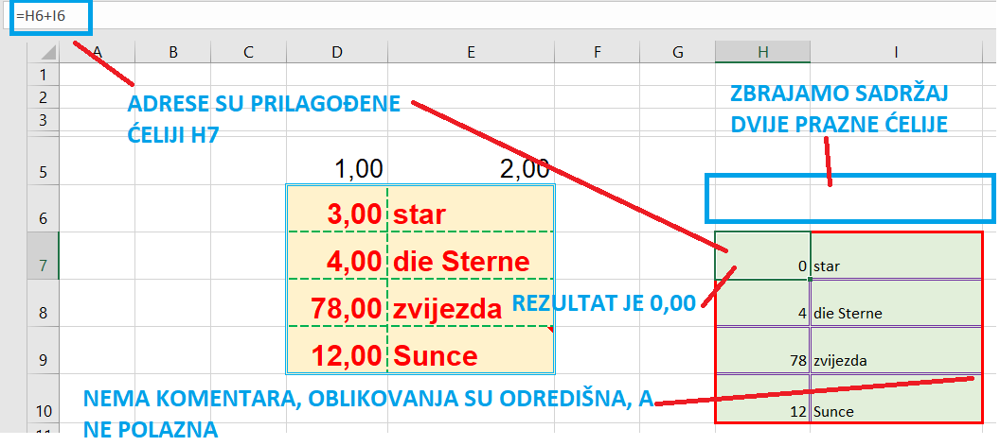 =H6+I6
A B C D E F G H I
1
2
3
5
6
7
8
9
10
ADRESE SU PRILAGOĐENE
ĆELIJI H7
ZBRAJAMO SADRŽAJ
DVIJE PRAZNE ĆELIJE
1,00 2,00
3,00 star
4,00 die Sterne
78,00 zvijezda
12,00 Sunce
0 star
4 die Sterne
78 zvijezda
12 Sunce
REZULTAT JE 0,00
NEMA KOMENTARA, OBLIKOVANJA SU ODREDIŠNA, A
NE POLAZNA